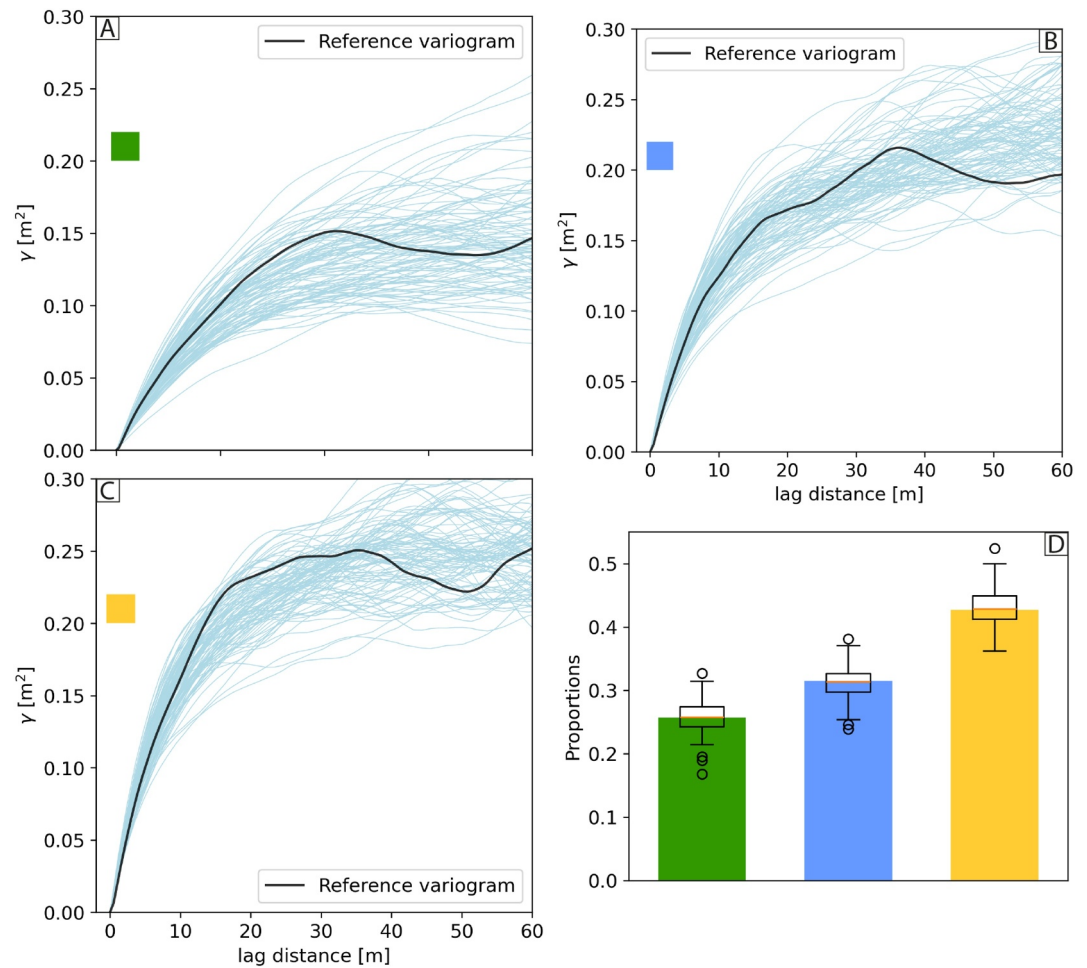 A
0.30
0.25
0.20
0.15
0.10
0.05
0.00
γ [m²]
Reference variogram
B
0.30
0.25
0.20
0.15
0.10
0.05
0.00
γ [m²]
Reference variogram
0 10 20 30 40 50 60
lag distance [m]
C
0.30
0.25
0.20
0.15
0.10
0.05
0.00
γ [m²]
Reference variogram
0 10 20 30 40 50 60
lag distance [m]
D
0.5
0.4
0.3
0.2
0.1
0.0
Proportions